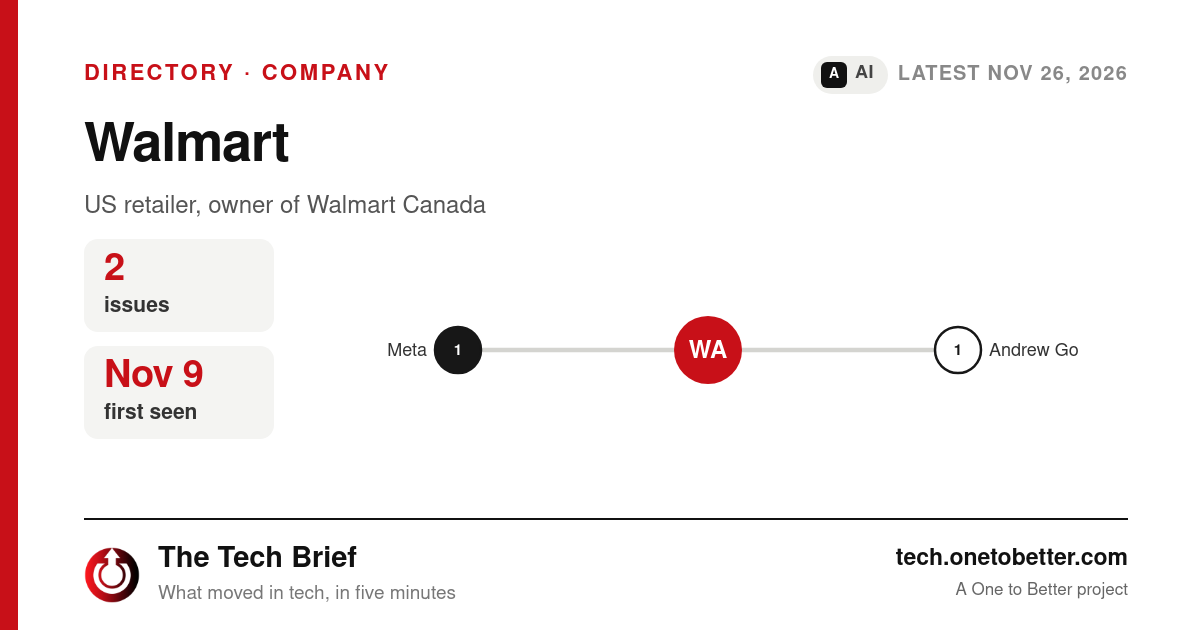 DIRECTORY · COMPANY
A AI LATEST NOV 26, 2026
Walmart
US retailer, owner of Walmart Canada
2
issues
Nov 9
first seen
Meta 1 WA 1 Andrew Go
The Tech Brief
What moved in tech, in five minutes
tech.onetobetter.com
A One to Better project